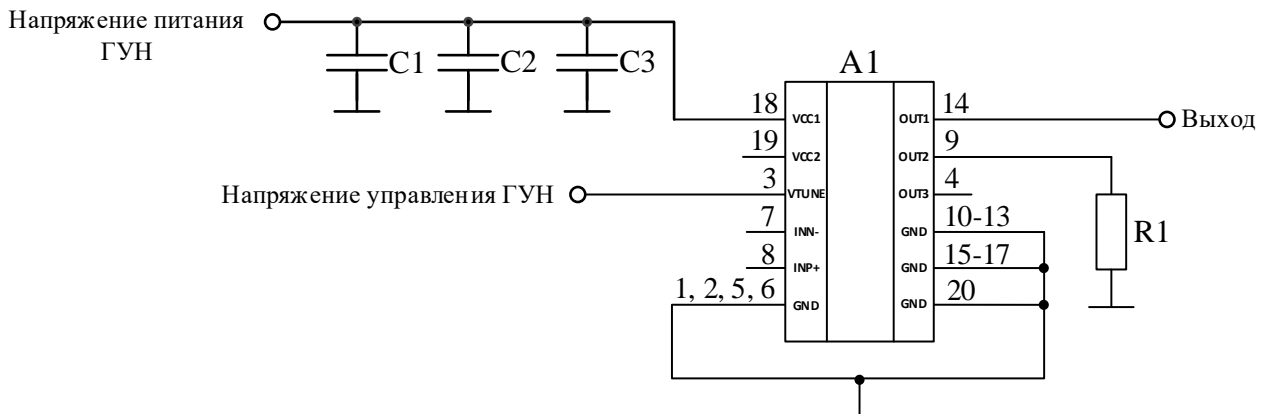 Напряжение питания
ГУН
C1
C2
C3
A1
18
VCC1
OUT1
14
Выход
19
VCC2
OUT2
9
Напряжение управления ГУН
3
VTUNE
OUT3
4
7
INN-
GND
10-13
R1
8
INP+
GND
15-17
1, 2, 5, 6
GND
GND
20